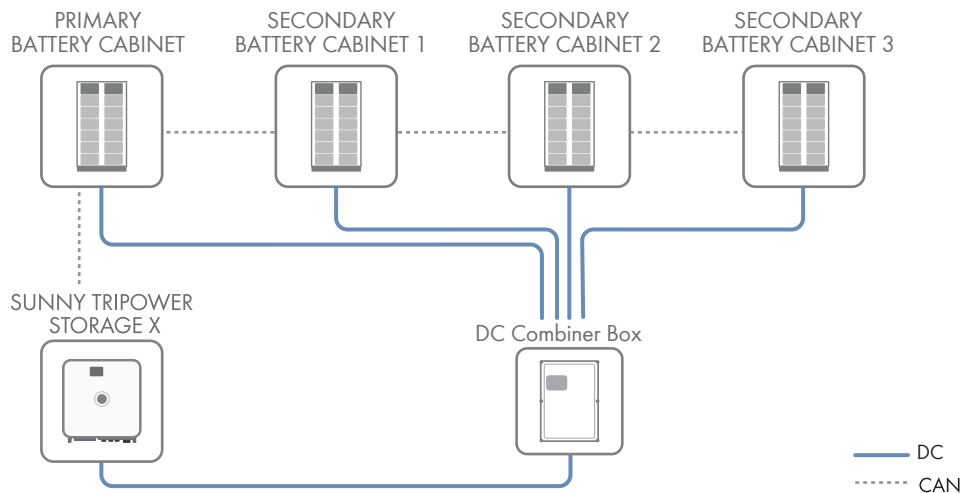 PRIMARY
BATTERY CABINET
SECONDARY
BATTERY CABINET 1
SECONDARY
BATTERY CABINET 2
SECONDARY
BATTERY CABINET 3
SUNNY TRIPOWER
STORAGE X
DC Combiner Box
DC
CAN